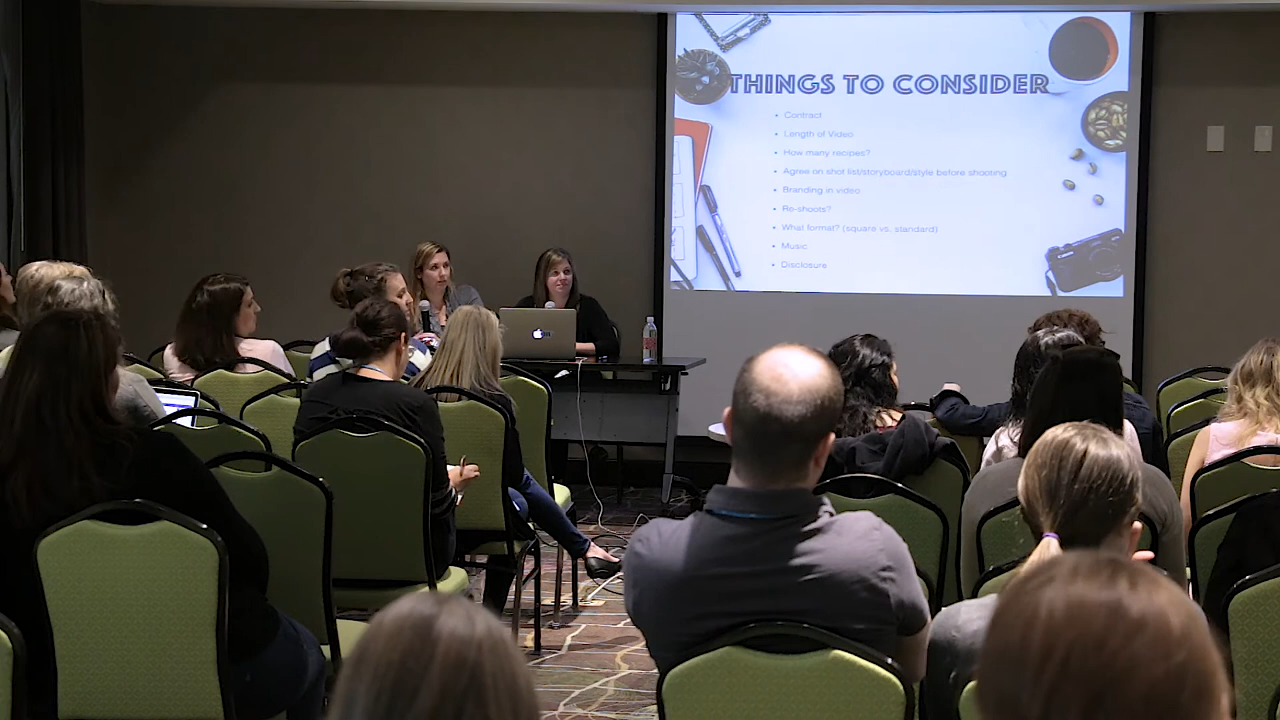 THINGS TO CONSIDER
• Contract
• Length of Video
• How many recipes?
• Agree on shot list/storyboard/style before shooting
• Branding in video
• Re-shoots?
• What format? (square vs. standard)
• Music
• Disclosure